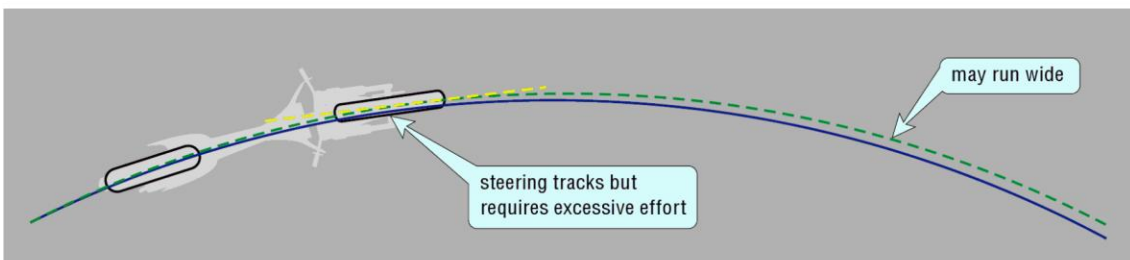 may run wide
steering tracks but
requires excessive effort